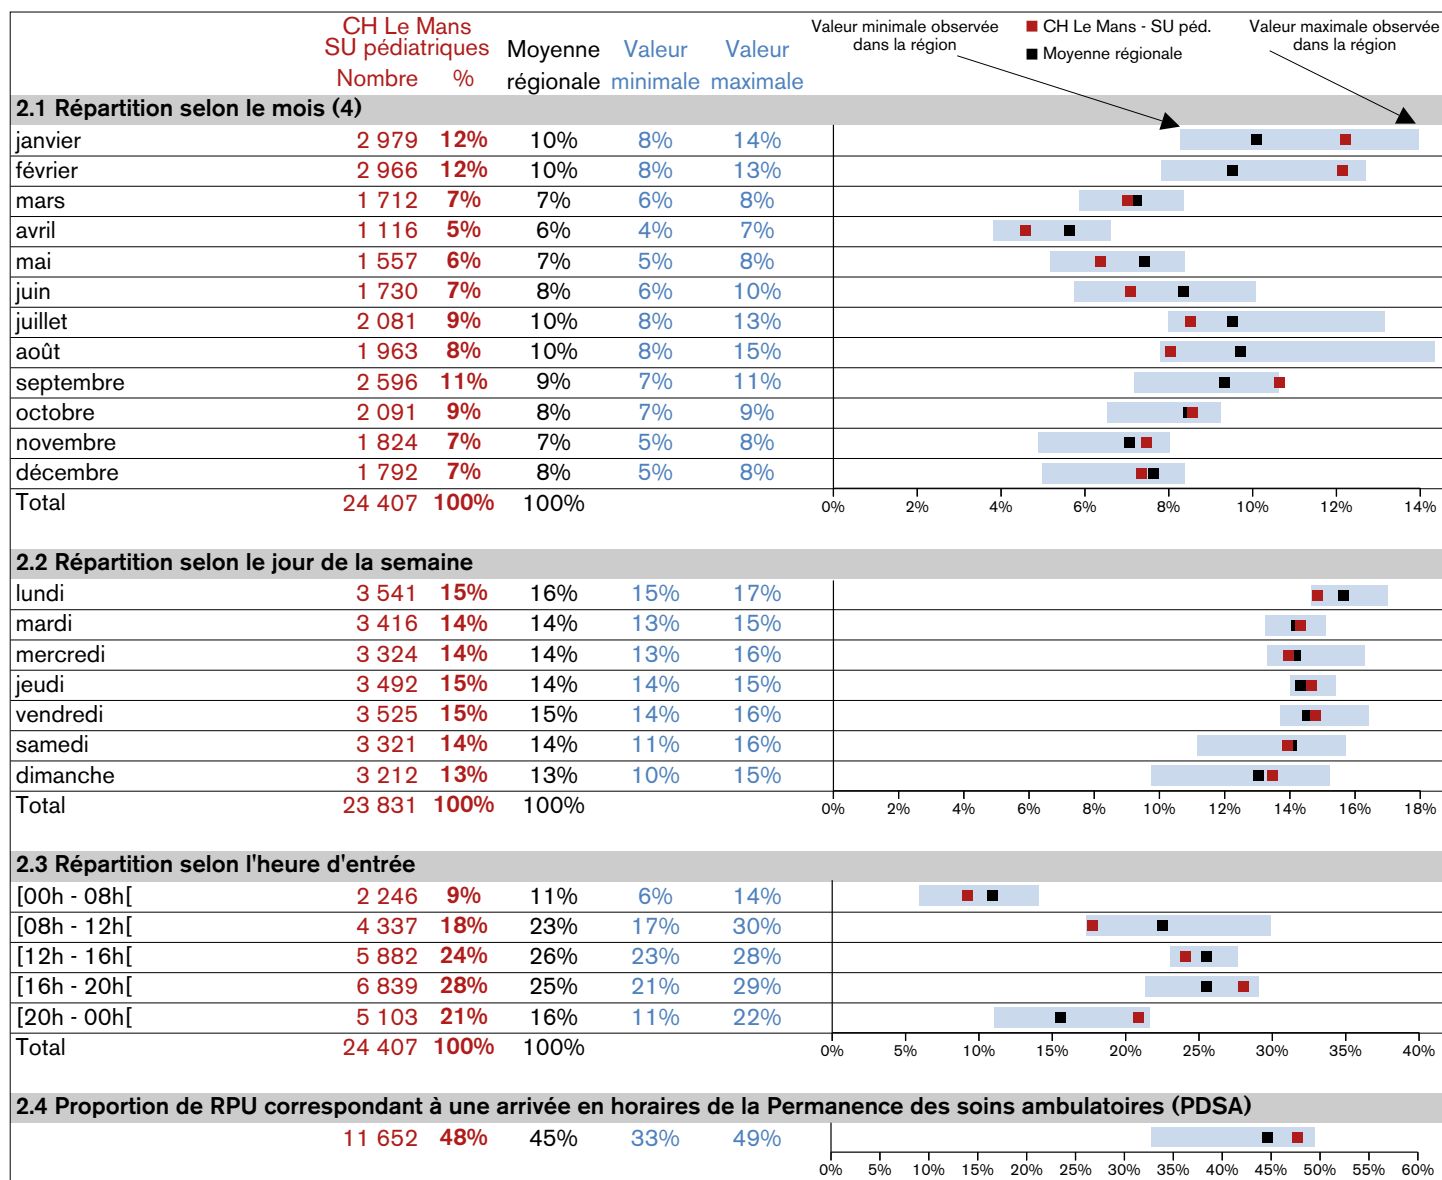 CH Le Mans
SU pédiatriques Moyenne Valeur Valeur
Nombre % régionale minimale maximale
Valeur minimale observée
dans la région
CH Le Mans - SU péd.
Moyenne régionale
Valeur maximale observée
dans la région
2.1 Répartition selon le mois (4)
janvier 2 979 12% 10% 8% 14%
février 2 966 12% 10% 8% 13%
mars 1 712 7% 7% 6% 8%
avril 1 116 5% 6% 4% 7%
mai 1 557 6% 7% 5% 8%
juin 1 730 7% 8% 6% 10%
juillet 2 081 9% 10% 8% 13%
août 1 963 8% 10% 8% 15%
septembre 2 596 11% 9% 7% 11%
octobre 2 091 9% 8% 7% 9%
novembre 1 824 7% 7% 5% 8%
décembre 1 792 7% 8% 5% 8%
Total 24 407 100% 100%
0% 2% 4% 6% 8% 10% 12% 14%
2.2 Répartition selon le jour de la semaine
lundi 3 541 15% 16% 15% 17%
mardi 3 416 14% 14% 13% 15%
mercredi 3 324 14% 14% 13% 16%
jeudi 3 492 15% 14% 14% 15%
vendredi 3 525 15% 15% 14% 16%
samedi 3 321 14% 14% 11% 16%
dimanche 3 212 13% 13% 10% 15%
Total 23 831 100% 100%
0% 2% 4% 6% 8% 10% 12% 14% 16% 18%
2.3 Répartition selon l'heure d'entrée
[00h - 08h[ 2 246 9% 11% 6% 14%
[08h - 12h[ 4 337 18% 23% 17% 30%
[12h - 16h[ 5 882 24% 26% 23% 28%
[16h - 20h[ 6 839 28% 25% 21% 29%
[20h - 00h[ 5 103 21% 16% 11% 22%
Total 24 407 100% 100%
0% 5% 10% 15% 20% 25% 30% 35% 40%
2.4 Proportion de RPU correspondant à une arrivée en horaires de la Permanence des soins ambulatoires (PDSA)
11 652 48% 45% 33% 49%
0% 5% 10% 15% 20% 25% 30% 35% 40% 45% 50% 55% 60%